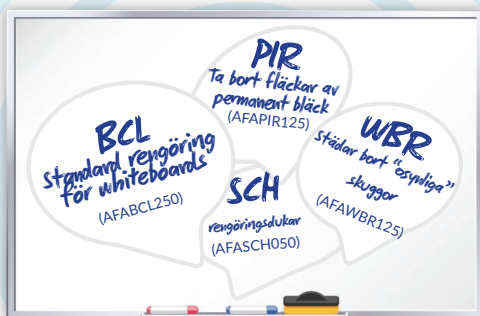 PIR
Ta bort fläckar av
permanent bläck
(AFAPIR125)
BCL
Standard rengöring
för whiteboards
(AFABCL250)
WBR
Städar bort "osynliga"
skuggor
(AFAWBR125)
SCH
rengöringsdukar
(AFASCH050)